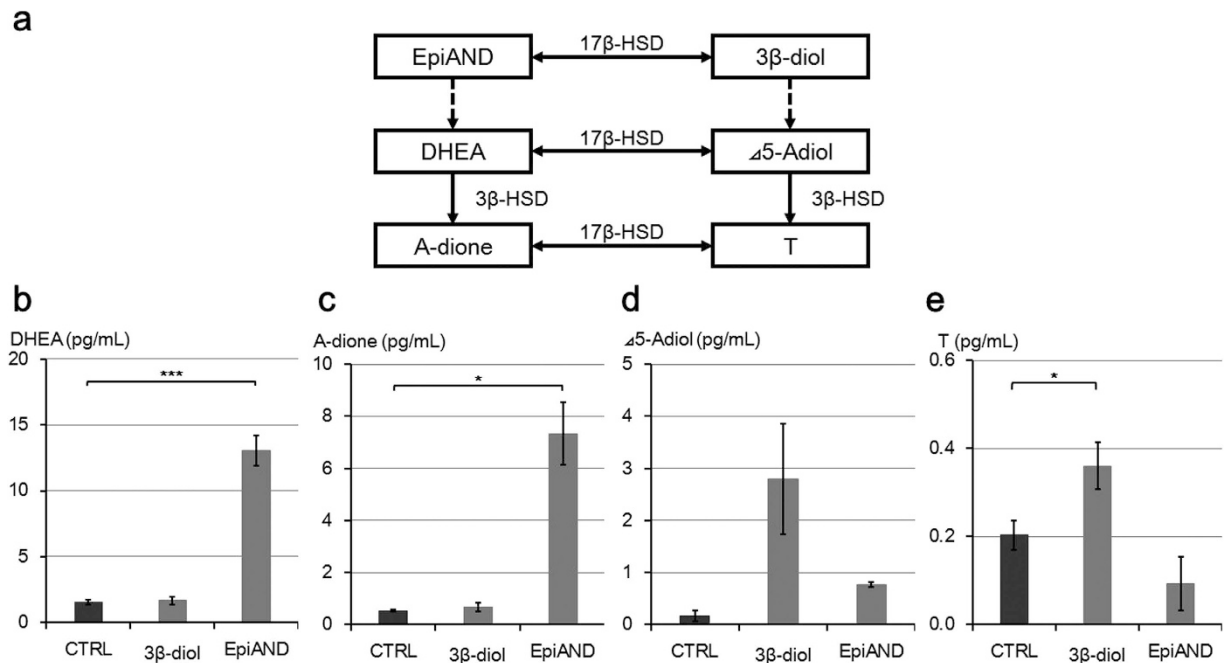 a
EpiAND
17β-HSD
3β-diol
DHEA
17β-HSD
⊿5-Adiol
3β-HSD
3β-HSD
A-dione
17β-HSD
T
b
DHEA (pg/mL)
20
15
10
5
0
***
CTRL
3β-diol
EpiAND
c
A-dione (pg/mL)
10
8
6
4
2
0
*
CTRL
3β-diol
EpiAND
d
⊿5-Adiol (pg/mL)
5
4
3
2
1
0
CTRL
3β-diol
EpiAND
e
T (pg/mL)
0.6
0.4
0.2
0.0
*
CTRL
3β-diol
EpiAND